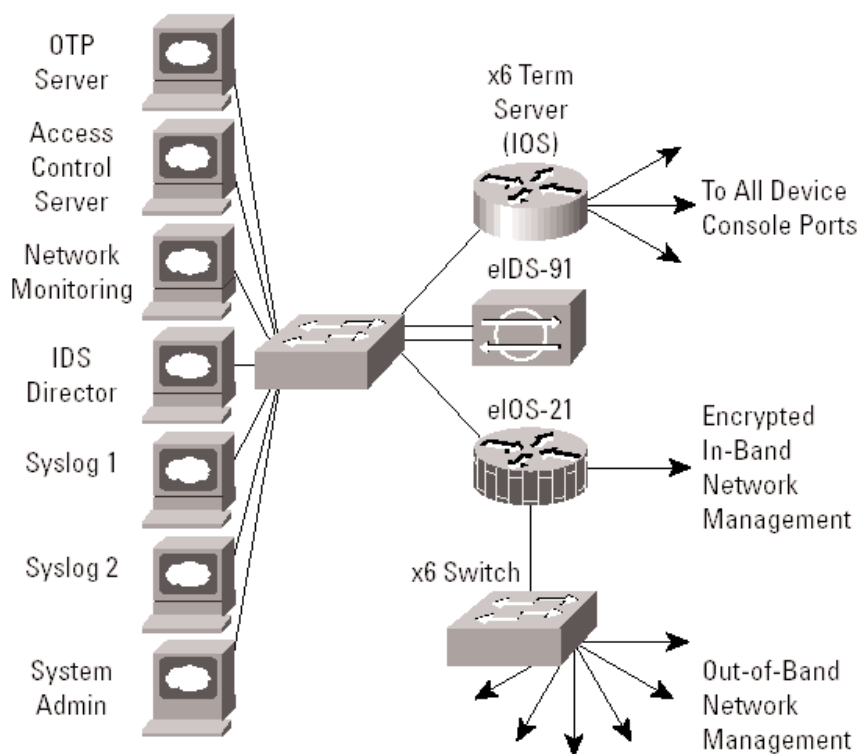 OTP
Server
Access
Control
Server
Network
Monitoring
IDS
Director
Syslog 1
Syslog 2
System
Admin
x6 Term
Server
(IOS)
To All Device
Console Ports
eIDS-91
eIOS-21
Encrypted
In-Band
Network
Management
x6 Switch
Out-of-Band
Network
Management